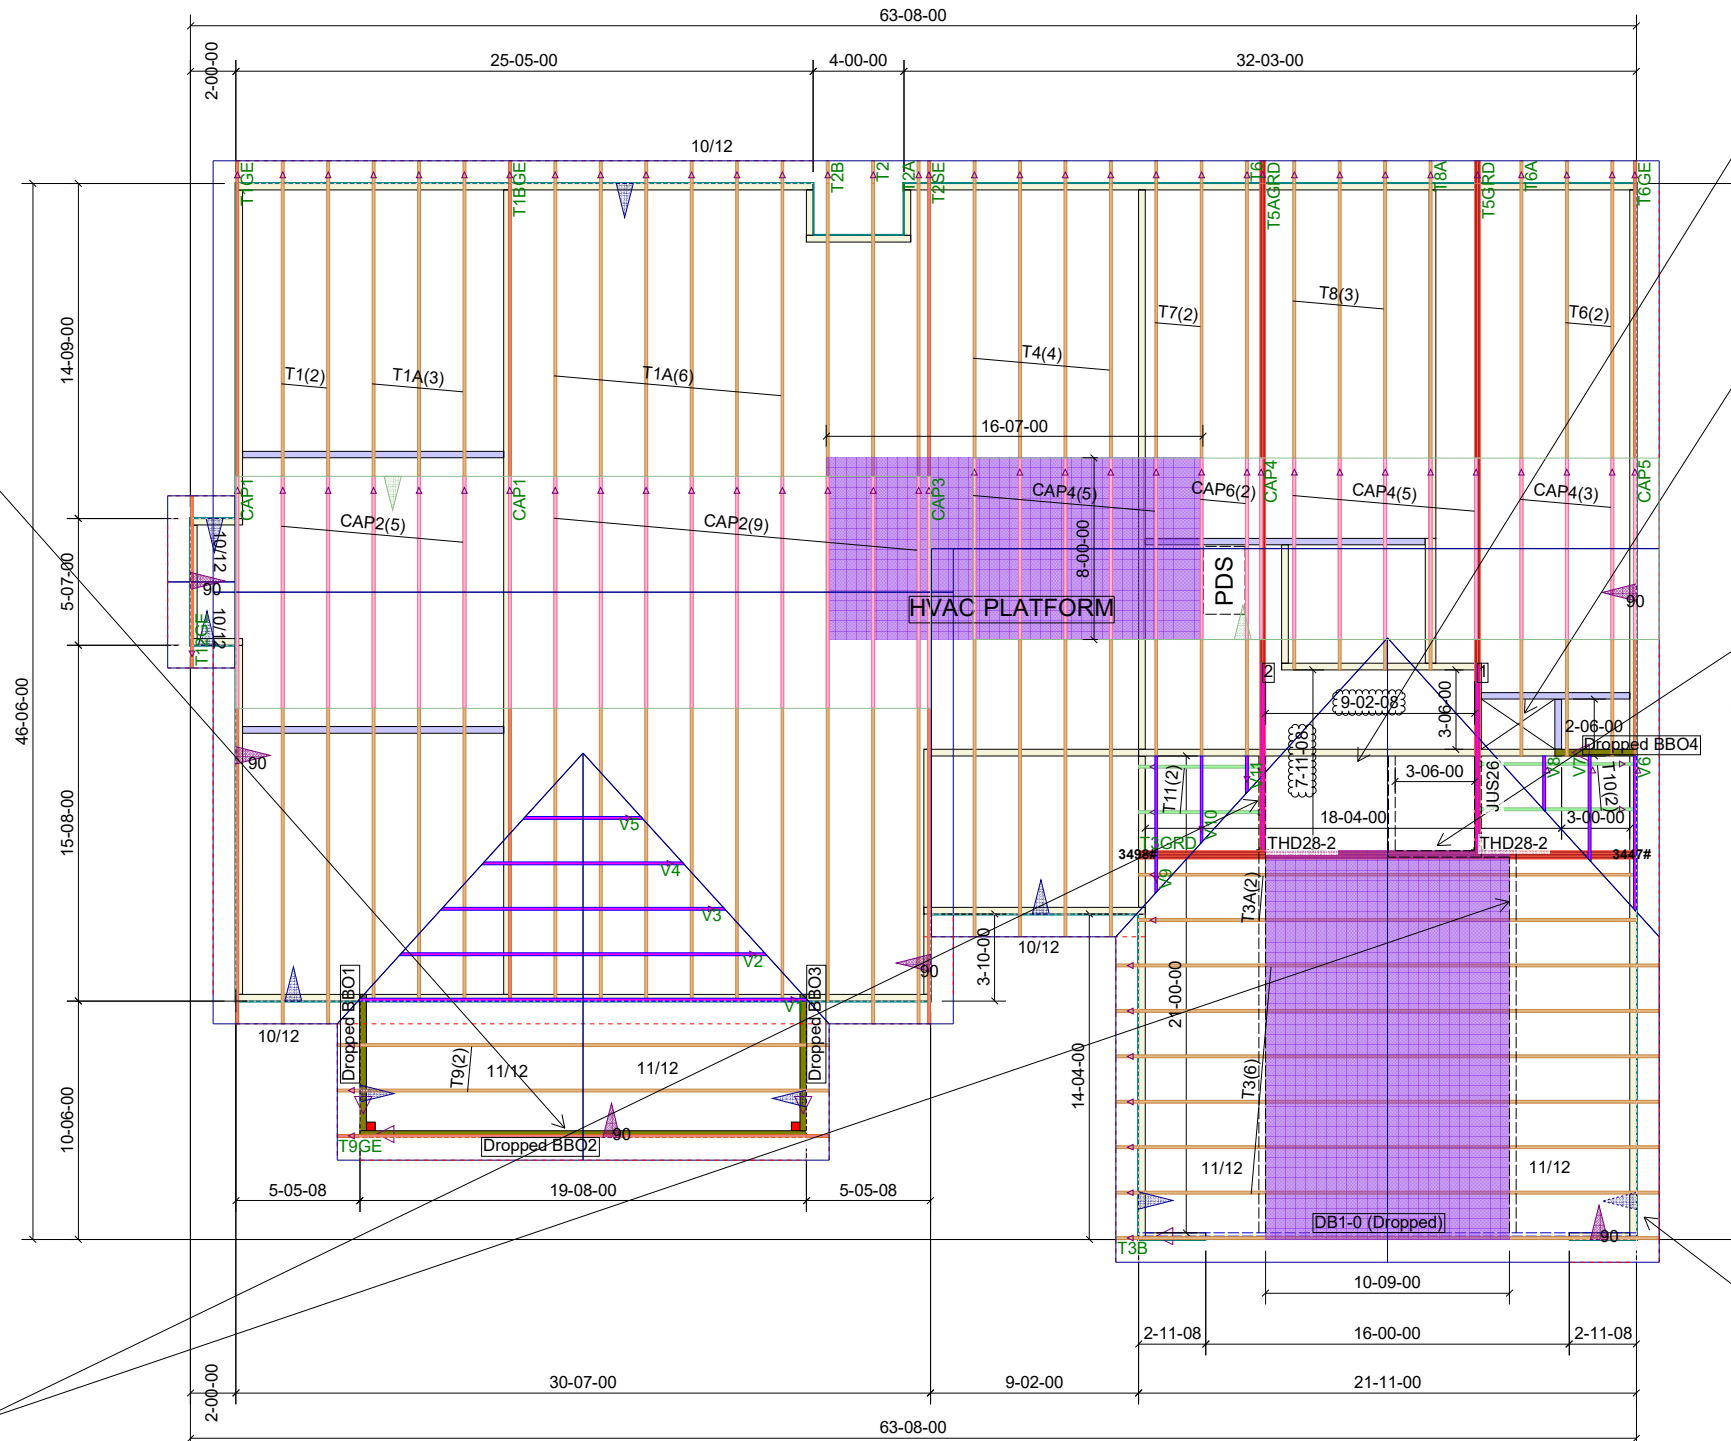 63-08-00
2-00-00
25-05-00
4-00-00
32-03-00
10/12
T1GE
T1BGE
T2B
T2
T2A
T2SE
T6
T5AGRD
T8A
T5GRD
T6A
T6GE
46-06-00
14-09-00
5-07-00
15-08-00
10-06-00
T1(2)
T1A(3)
T1A(6)
T4(4)
T7(2)
T8(3)
T6(2)
16-07-00
CAP1
CAP1
CAP3
CAP4
CAP5
CAP2(5)
CAP2(9)
CAP4(5)
CAP6(2)
CAP4(5)
CAP4(3)
8-00-00
HVAC PLATFORM
PDS
10/12
90
10/12
T12GE
90
90
2
1
9-02-08
3-06-00
7-11-08
2-06-00
Dropped BBO4
3-06-00
JUS26
T11(2)
V11
V10
V8
V7
T10(2)
V6
18-04-00
3-00-00
T3GRD
THD28-2
THD28-2
3498#
3447#
V9
V5
V4
V3
V2
V1
T3A(2)
10/12
3-10-00
90
10/12
Dropped BBO1
Dropped BBO3
T9(2)
11/12
11/12
90
T9GE
Dropped BBO2
21-00-00
14-04-00
T3(6)
11/12
11/12
DB1-0 (Dropped)
90
T3B
5-05-08
19-08-00
5-05-08
10-09-00
2-11-08
16-00-00
2-11-08
2-00-00
30-07-00
9-02-00
21-11-00
63-08-00